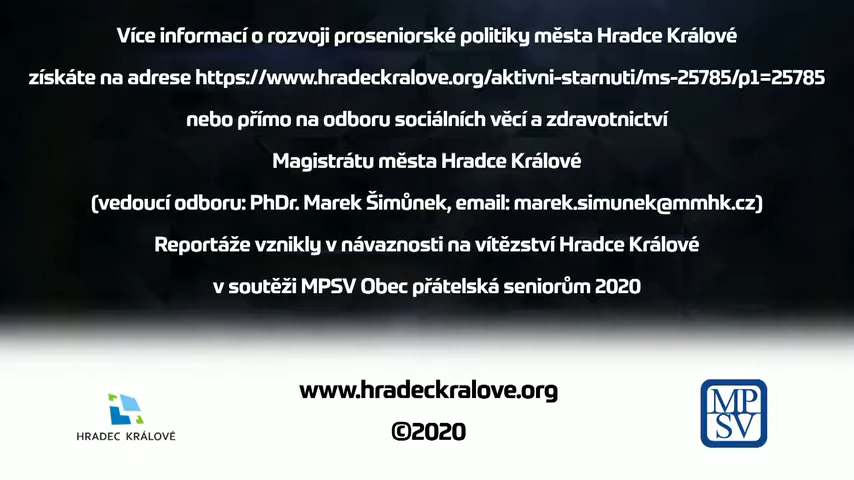 Více informací o rozvoji proseniorské politiky města Hradce Králové
získáte na adrese https://www.hradeckralove.org/aktivni-starnuti/ms-25785/p1=25785
nebo přímo na odboru sociálních věcí a zdravotnictví
Magistrátu města Hradce Králové
(vedoucí odboru: PhDr. Marek Šimůnek, email: marek.simunek@mmhk.cz)
Reportáže vznikly v návaznosti na vítězství Hradce Králové
v soutěži MPSV Obec přátelská seniorům 2020
www.hradeckralove.org
©2020
HRADEC KRÁLOVÉ
MP
SV